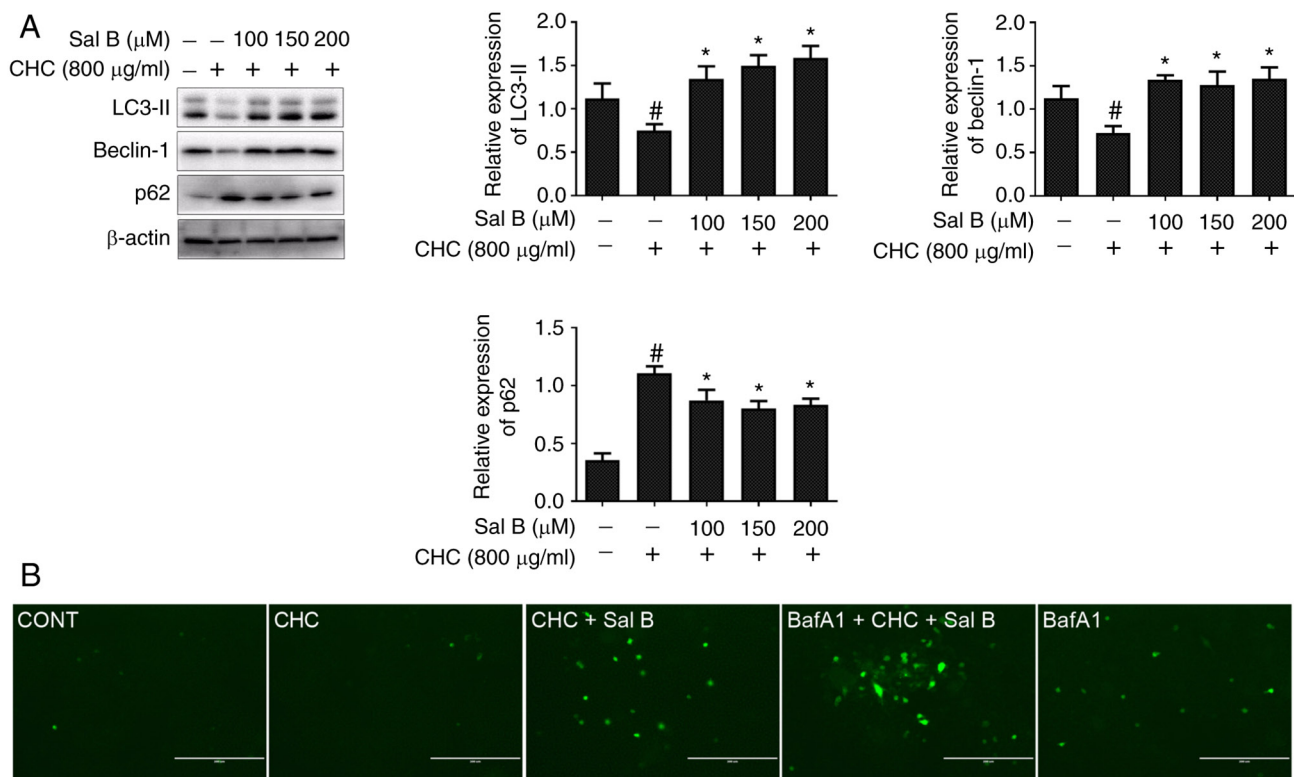 A
Sal B (μM) – – 100 150 200
CHC (800 μg/ml) – + + + +
LC3-II
Beclin-1
p62
β-actin
Relative expression
of LC3-II
2.0
1.5
1.0
0.5
0.0
#
*
*
*
Sal B (μM) – – 100 150 200
CHC (800 μg/ml) – + + + +
Relative expression
of beclin-1
2.0
1.5
1.0
0.5
0.0
#
*
*
*
Sal B (μM) – – 100 150 200
CHC (800 μg/ml) – + + + +
Relative expression
of p62
1.5
1.0
0.5
0.0
#
*
*
*
Sal B (μM) – – 100 150 200
CHC (800 μg/ml) – + + + +
B
CONT
CHC
CHC + Sal B
BafA1 + CHC + Sal B
BafA1